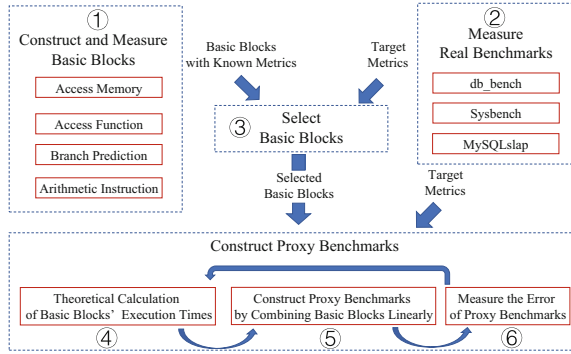 ①
Construct and Measure
Basic Blocks
Access Memory
Access Function
Branch Prediction
Arithmetic Instruction
Basic Blocks
with Known Metrics
Target
Metrics
③
Select
Basic Blocks
Selected
Basic Blocks
②
Measure
Real Benchmarks
db_bench
Sysbench
MySQLslap
Target
Metrics
Construct Proxy Benchmarks
Theoretical Calculation
of Basic Blocks' Execution Times
④
Construct Proxy Benchmarks
by Combining Basic Blocks Linearly
⑤
Measure the Error
of Proxy Benchmarks
⑥